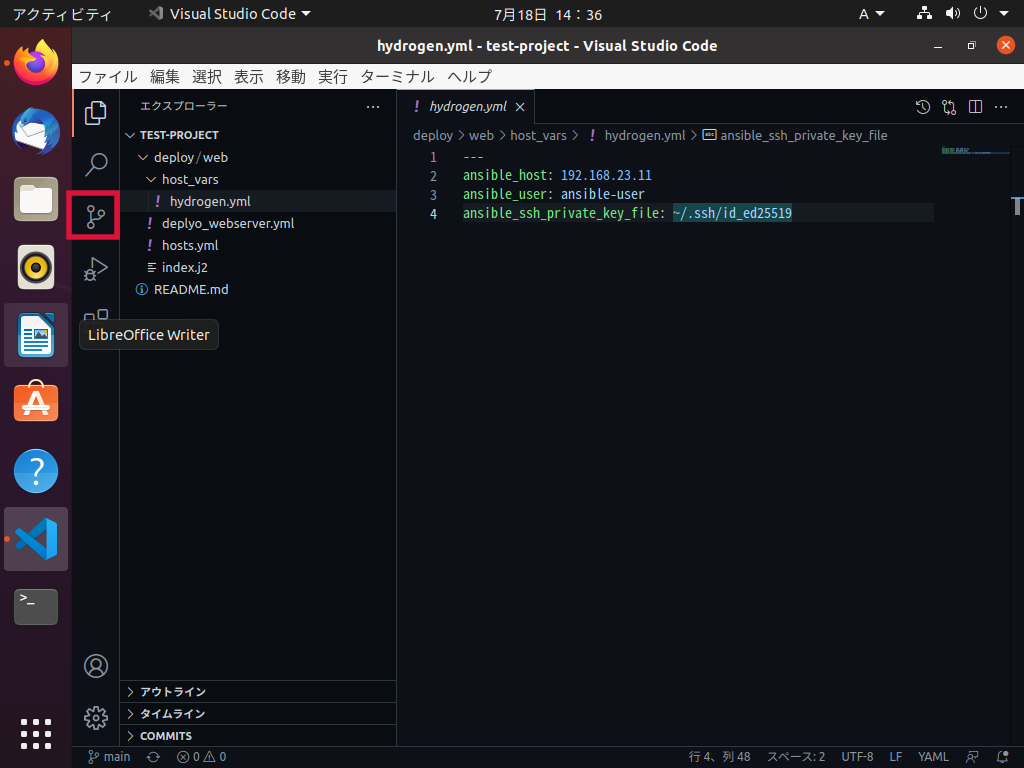 アクティビティ
Visual Studio Code
7月18日 14：36
A
hydrogen.yml - test-project - Visual Studio Code
ファイル 編集 選択 表示 移動 実行 ターミナル ヘルプ
エクスプローラー
TEST-PROJECT
deploy/web
host_vars
hydrogen.yml
deplyo_webserver.yml
hosts.yml
index.j2
README.md
LibreOffice Writer
アウトライン
タイムライン
COMMITS
hydrogen.yml
deploy > web > host_vars > hydrogen.yml > ansible_ssh_private_key_file
1 ---
2 ansible_host: 192.168.23.11
3 ansible_user: ansible-user
4 ansible_ssh_private_key_file: ~/.ssh/id_ed25519
main 0 0 行 4、列 48 スペース: 2 UTF-8 LF YAML